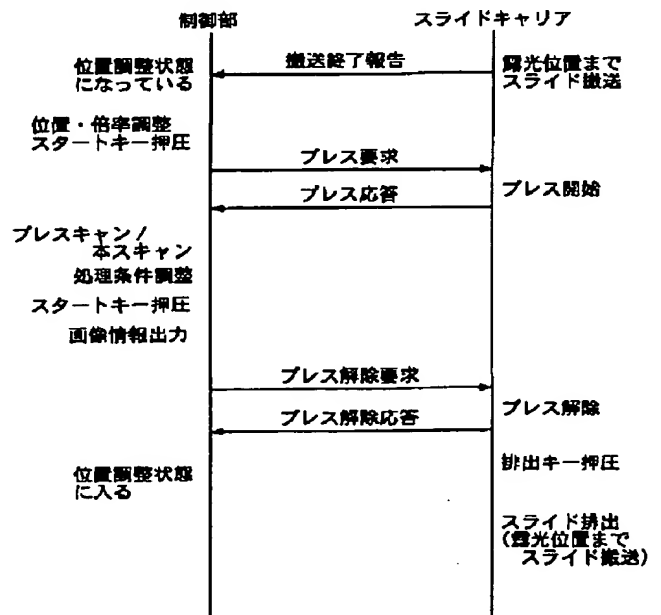 制御部
スライドキャリア
搬送終了報告
位置調整状態
になっている
露光位置まで
スライド搬送
位置・倍率調整
スタートキー押圧
プレス要求
プレス応答
プレス開始
プレスキャン/
本スキャン
処理条件調整
スタートキー押圧
画像情報出力
プレス解除要求
プレス解除応答
プレス解除
位置調整状態
に入る
排出キー押圧
スライド排出
(露光位置まで
スライド搬送)